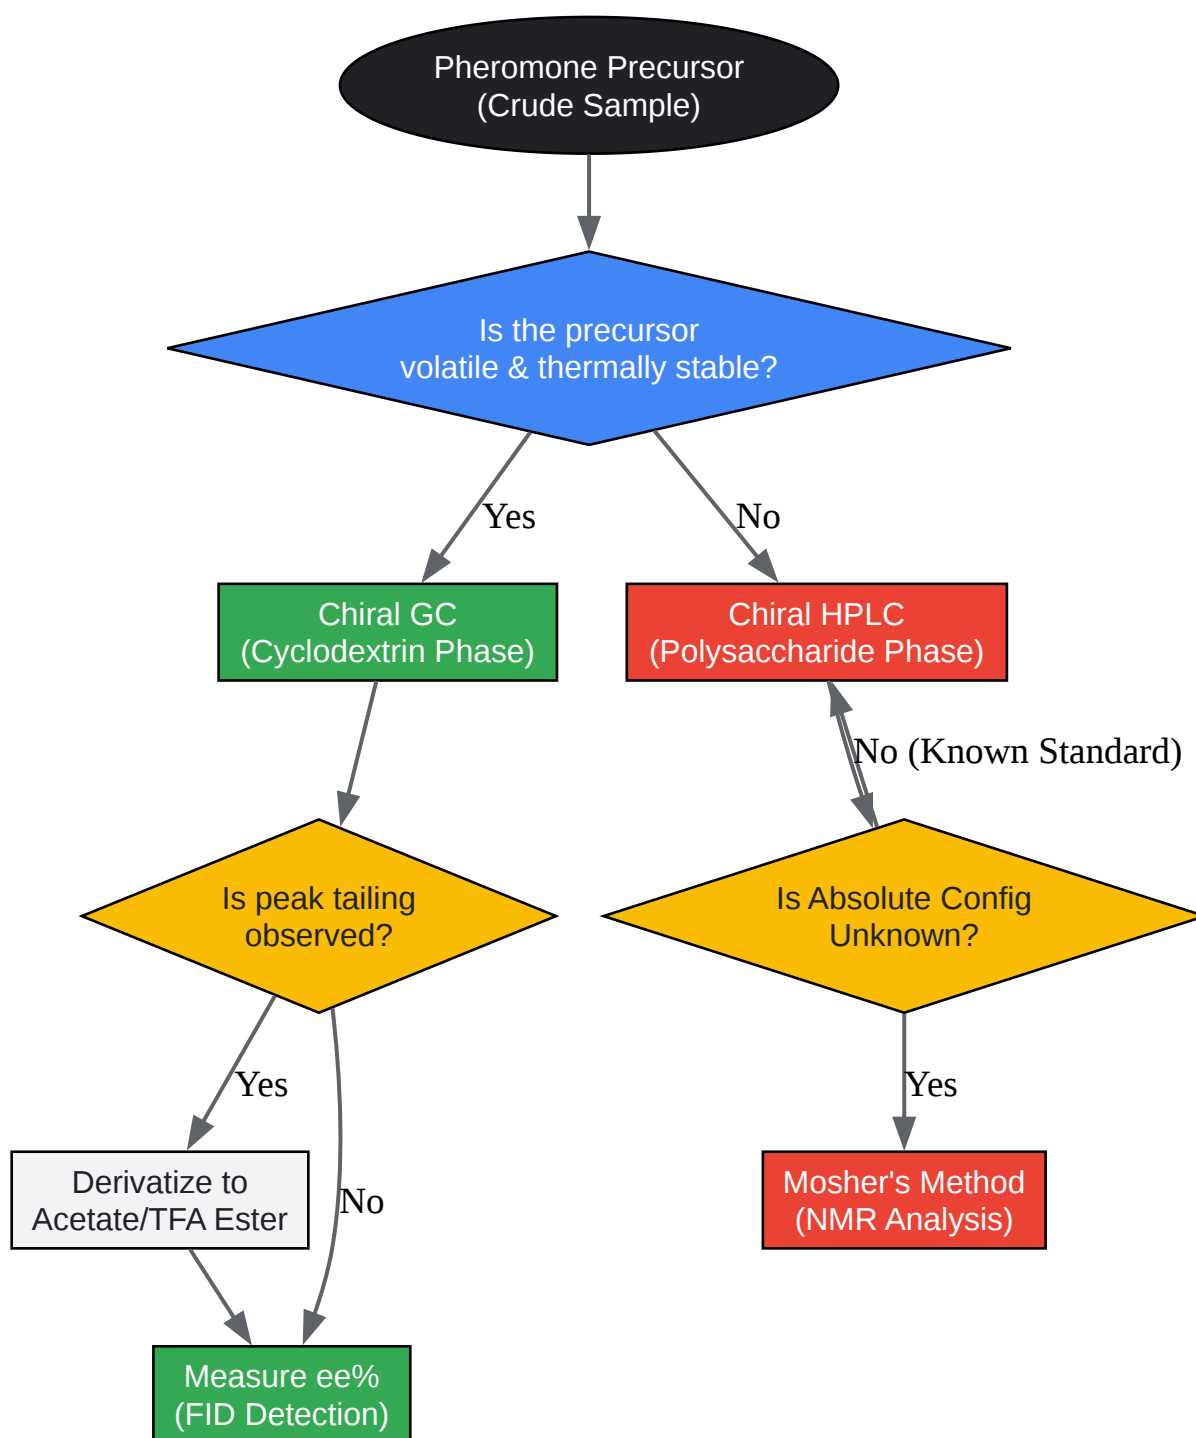 Pheromone Precursor
(Crude Sample)
Is the precursor
volatile & thermally stable?
Yes
No
Chiral GC
(Cyclodextrin Phase)
Chiral HPLC
(Polysaccharide Phase)
No (Known Standard)
Is peak tailing
observed?
Is Absolute Config
Unknown?
Yes
Yes
Derivatize to
Acetate/TFA Ester
No
Mosher's Method
(NMR Analysis)
Measure ee%
(FID Detection)